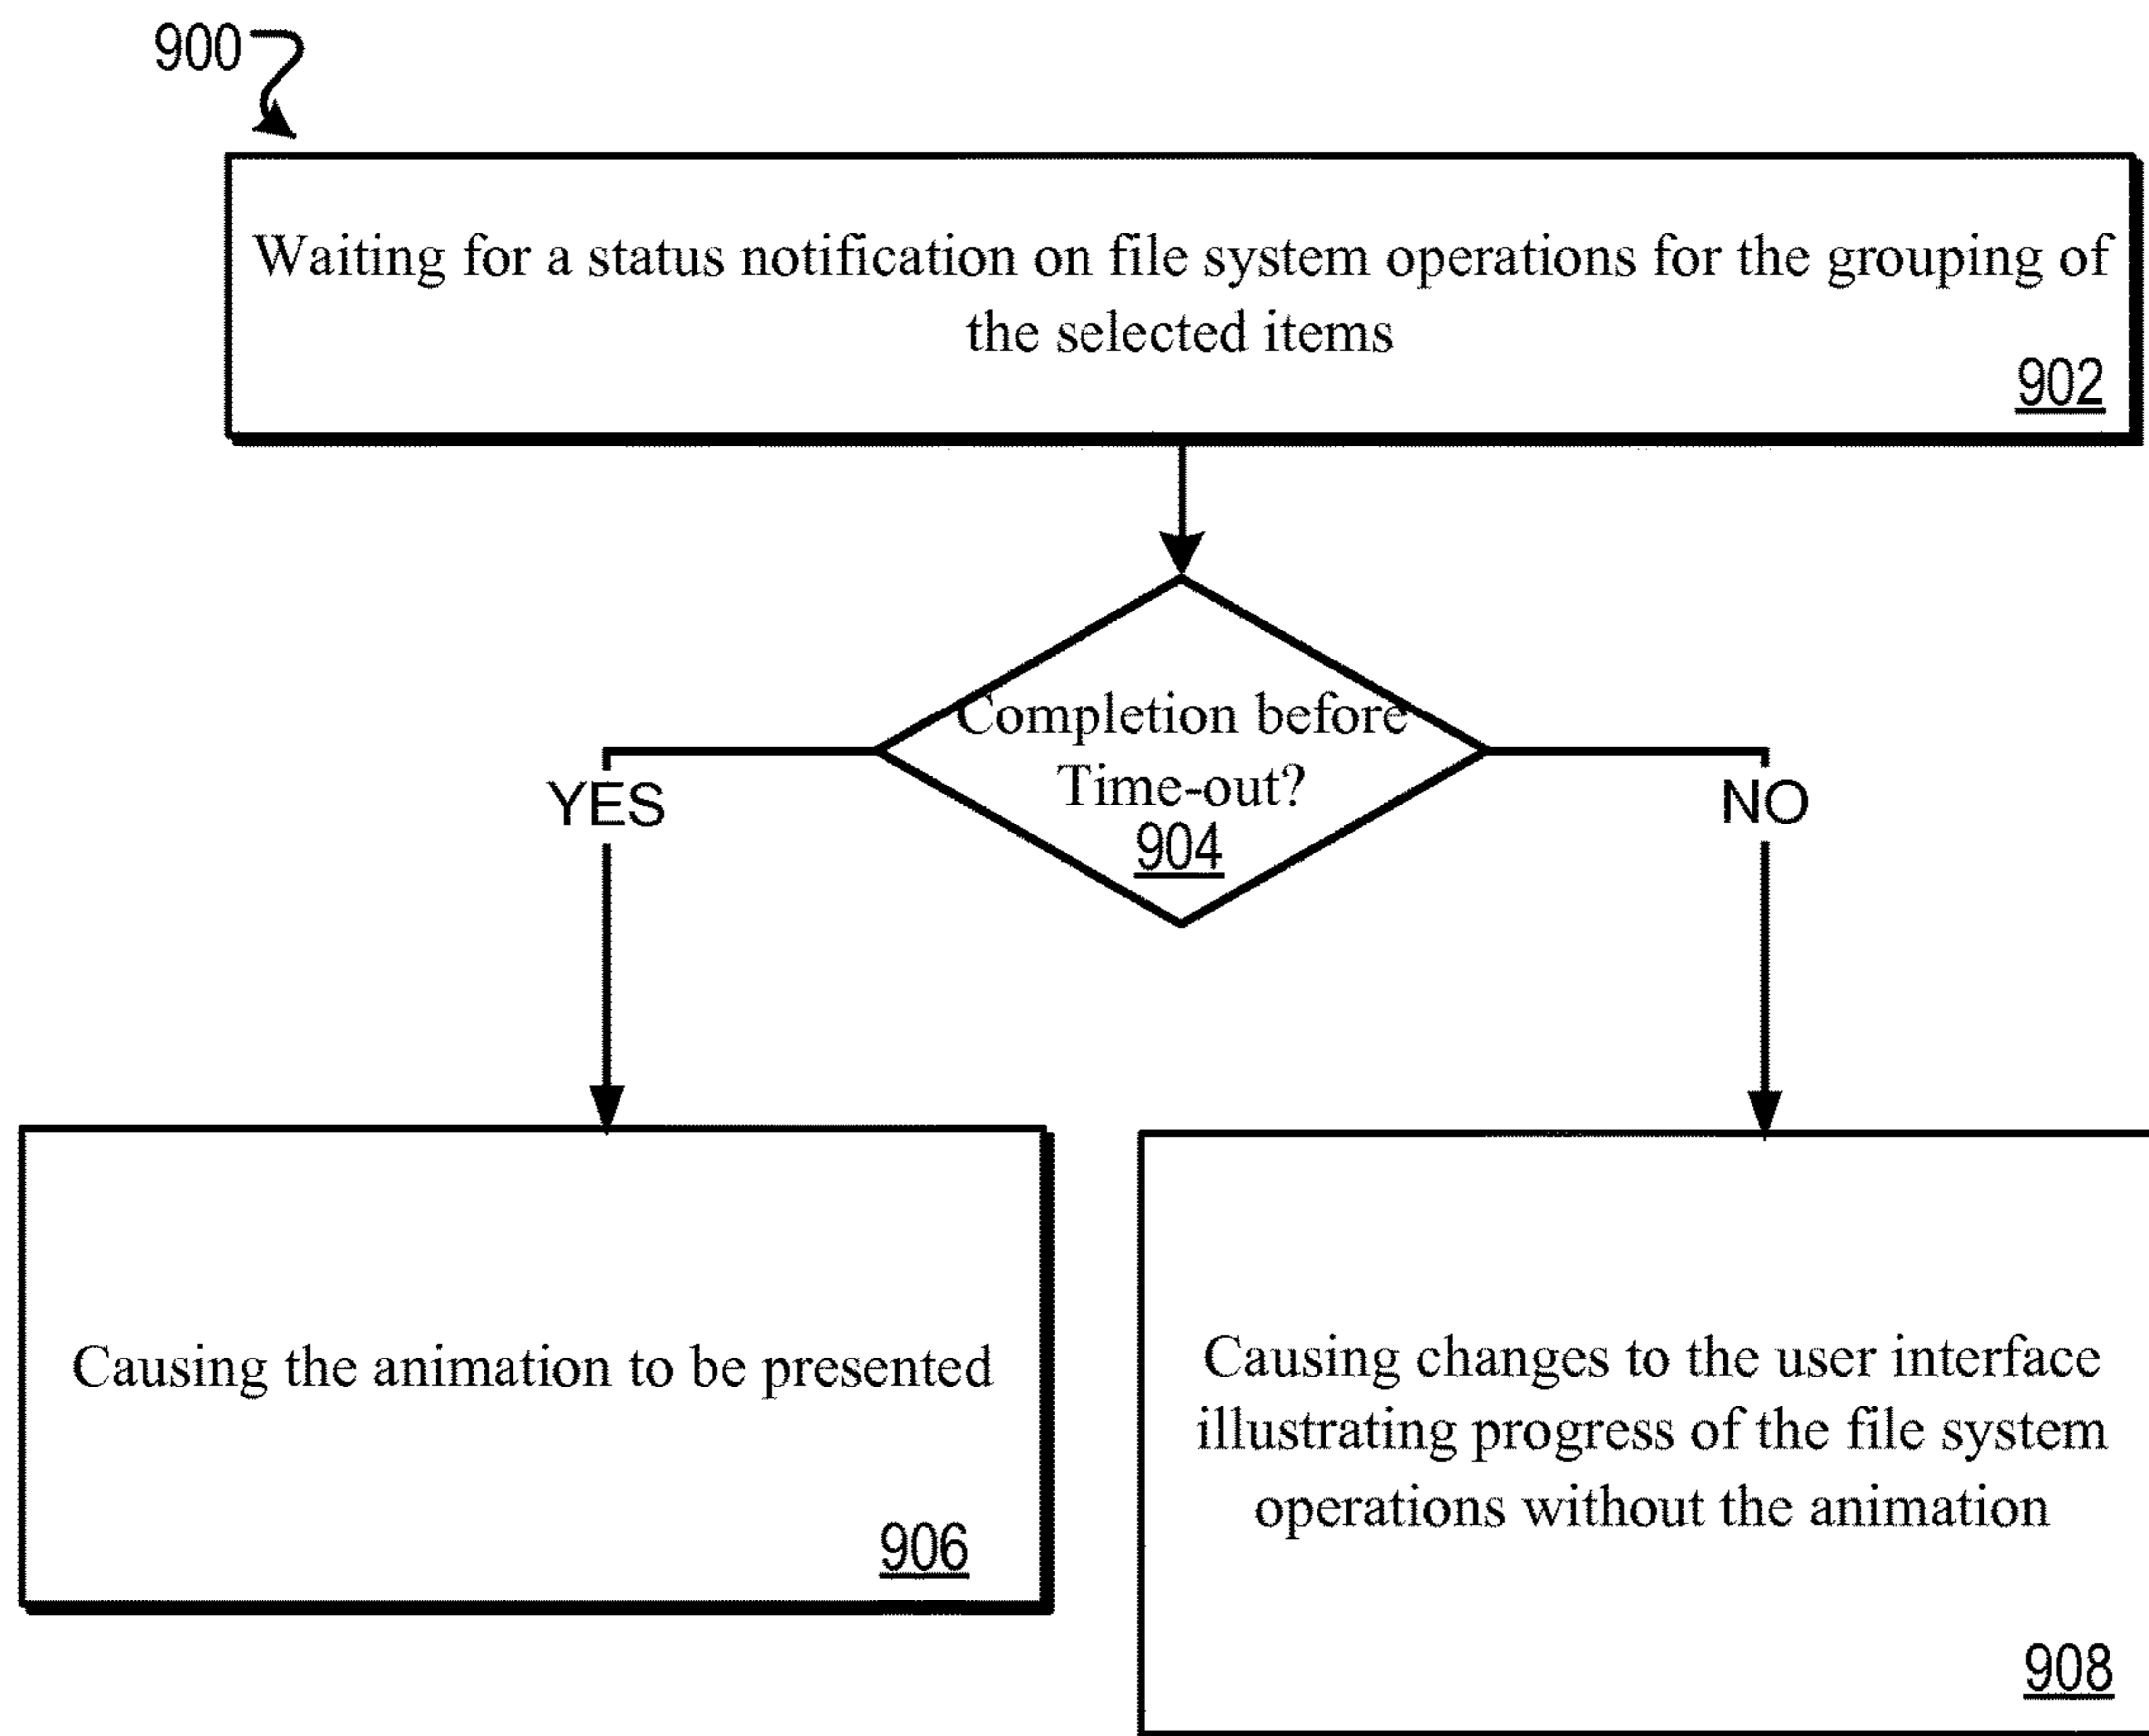 900
Waiting for a status notification on file system operations for the grouping of
the selected items
902
Completion before
Time-out?
904
YES
NO
Causing the animation to be presented
906
Causing changes to the user interface
illustrating progress of the file system
operations without the animation
908